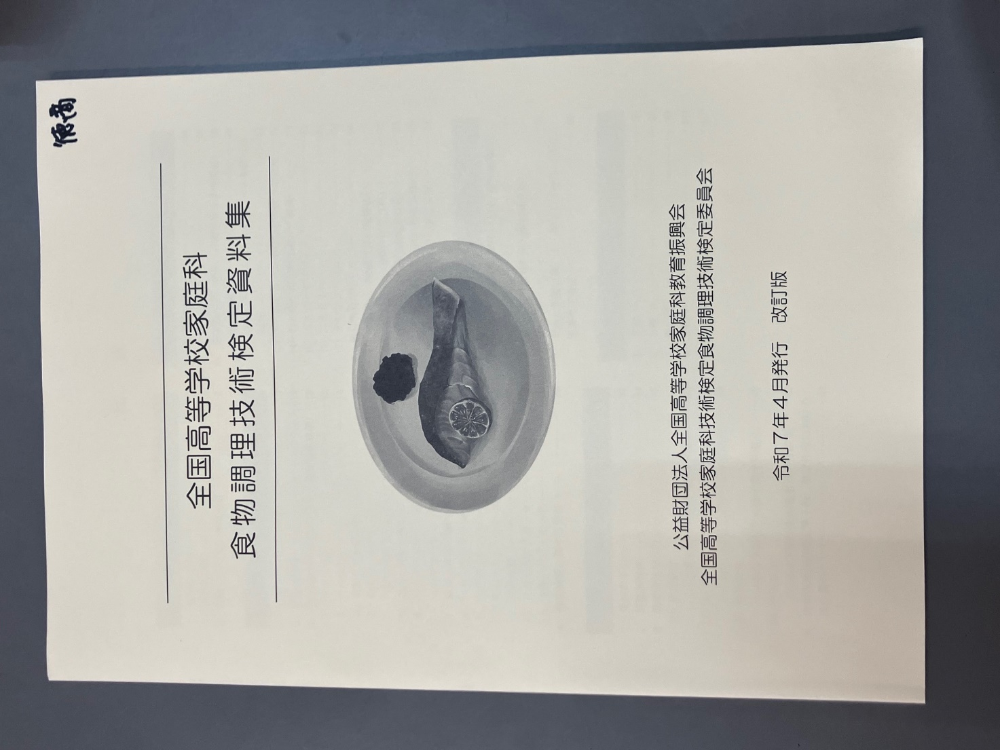 徳商
全国高等学校家庭科
食物調理技術検定資料集
公益財団法人全国高等学校家庭科教育振興会
全国高等学校家庭科技術検定食物調理技術検定委員会
令和7年4月発行　改訂版